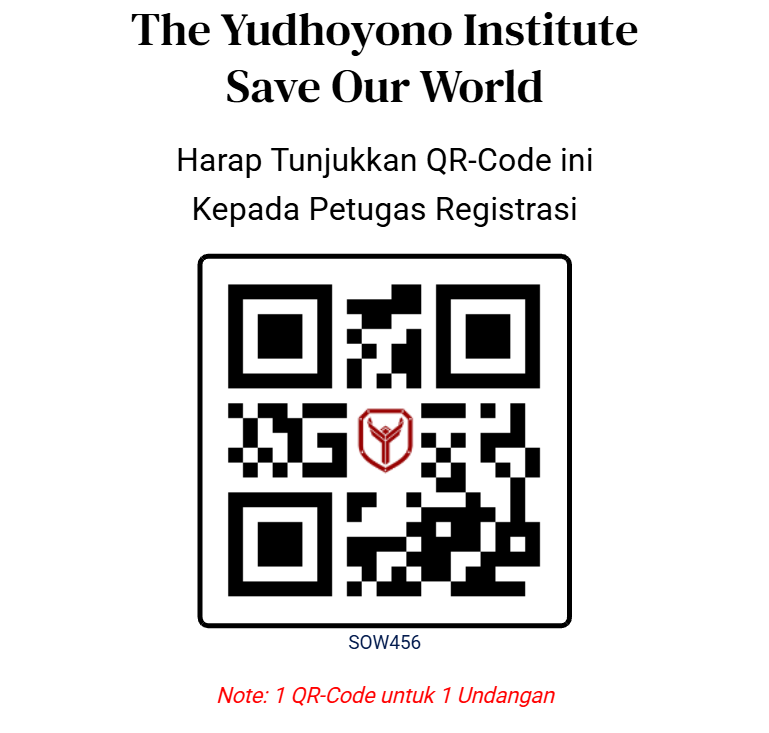 The Yudhoyono Institute
Save Our World
Harap Tunjukkan QR-Code ini
Kepada Petugas Registrasi
SOW456
Note: 1 QR-Code untuk 1 Undangan